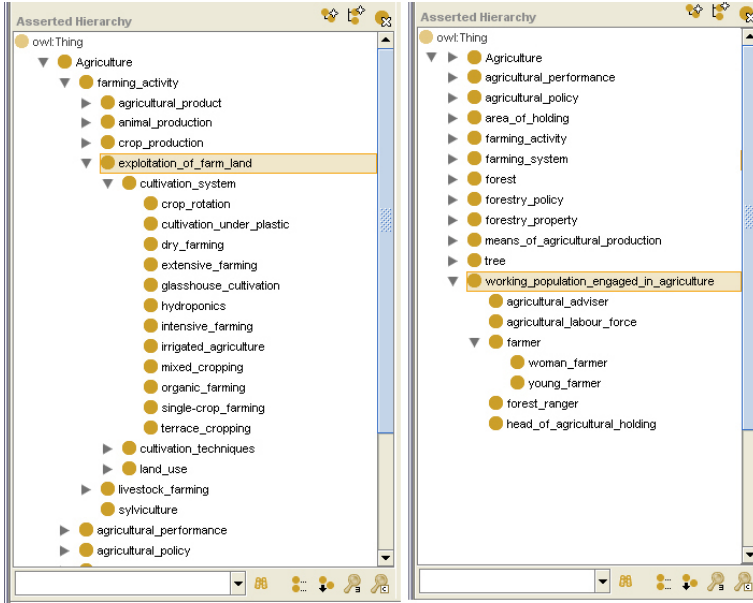 Asserted Hierarchy
owl:Thing
Agriculture
farming_activity
agricultural_product
animal_production
crop_production
exploitation_of_farm_land
cultivation_system
crop_rotation
cultivation_under_plastic
dry_farming
extensive_farming
glasshouse_cultivation
hydroponics
intensive_farming
irrigated_agriculture
mixed_cropping
organic_farming
single-crop_farming
terrace_cropping
cultivation_techniques
land_use
livestock_farming
sylviculture
agricultural_performance
agricultural_policy
Asserted Hierarchy
owl:Thing
Agriculture
agricultural_performance
agricultural_policy
area_of_holding
farming_activity
farming_system
forest
forestry_policy
forestry_property
means_of_agricultural_production
tree
working_population_engaged_in_agriculture
agricultural_adviser
agricultural_labour_force
farmer
woman_farmer
young_farmer
forest_ranger
head_of_agricultural_holding